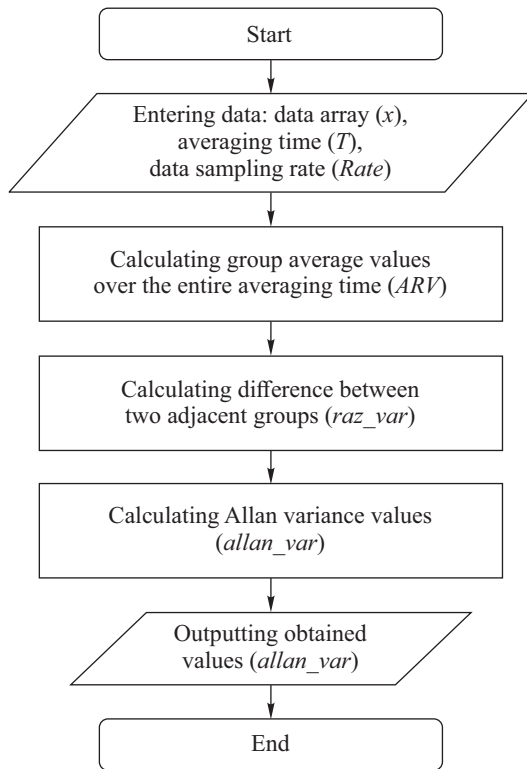 Start
Entering data: data array (x),
averaging time (T),
data sampling rate (Rate)
Calculating group average values
over the entire averaging time (ARV)
Calculating difference between
two adjacent groups (raz_var)
Calculating Allan variance values
(allan_var)
Outputting obtained
values (allan_var)
End